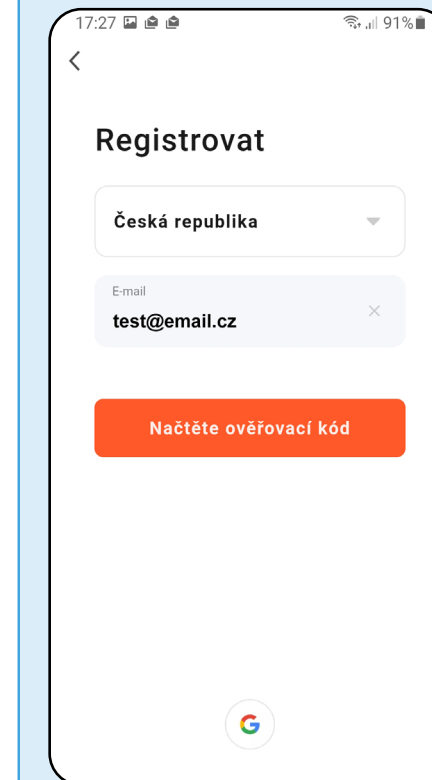 17:27 91%
Registrovat
Česká republika
E-mail
test@email.cz
Načtěte ověřovací kód